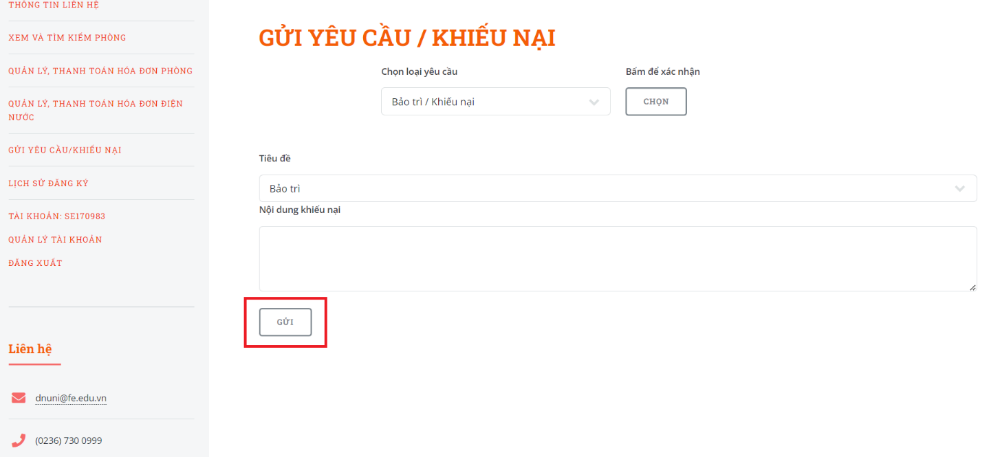 THÔNG TIN LIÊN HỆ
XEM VÀ TÌM KIẾM PHÒNG
QUẢN LÝ, THANH TOÁN HÓA ĐƠN PHÒNG
QUẢN LÝ, THANH TOÁN HÓA ĐƠN ĐIỆN
NƯỚC
GỬI YÊU CẦU/KHIẾU NẠI
LỊCH SỬ ĐĂNG KÝ
TÀI KHOẢN: SE170983
QUẢN LÝ TÀI KHOẢN
ĐĂNG XUẤT
Liên hệ
dnuni@fe.edu.vn
(0236) 730 0999
GỬI YÊU CẦU / KHIẾU NẠI
Chọn loại yêu cầu
Bảo trì / Khiếu nại
Bấm để xác nhận
CHỌN
Tiêu đề
Bảo trì
Nội dung khiếu nại
GỬI